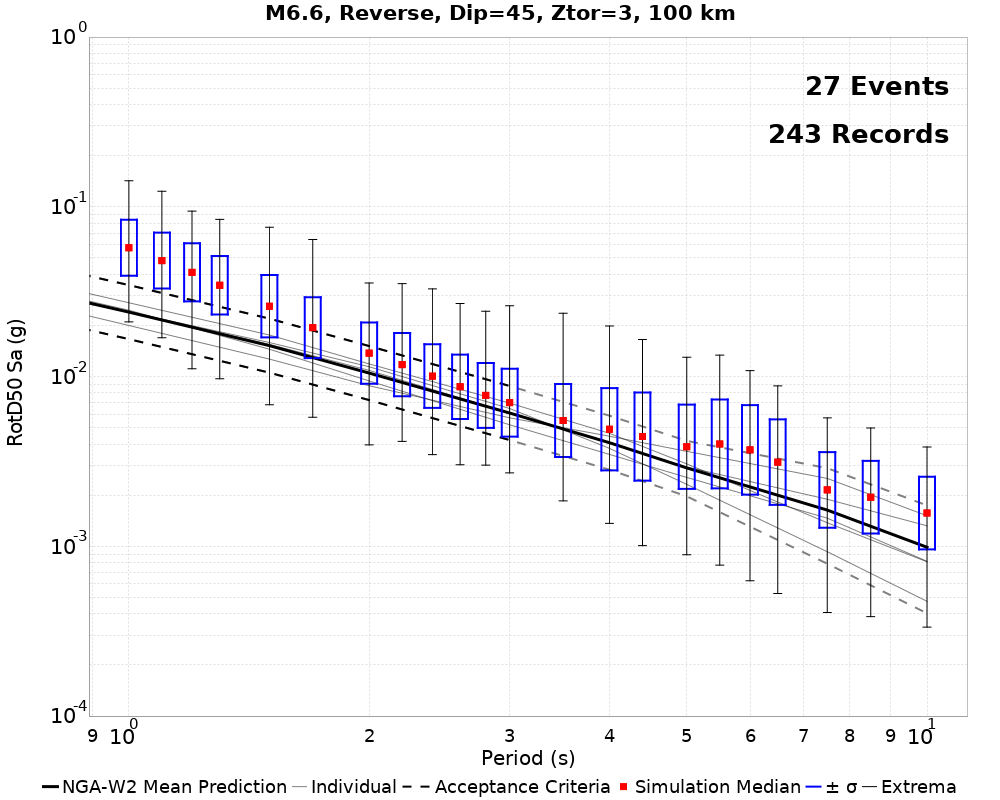 M6.6, Reverse, Dip=45, Ztor=3, 100 km
10^0
27 Events
243 Records
10^-1
RotD50 Sa (g)
10^-2
10^-3
10^-4
9 10^0 2 3 4 5 6 7 8 9 10^1
Period (s)
NGA-W2 Mean Prediction Individual Acceptance Criteria Simulation Median ± σ Extrema